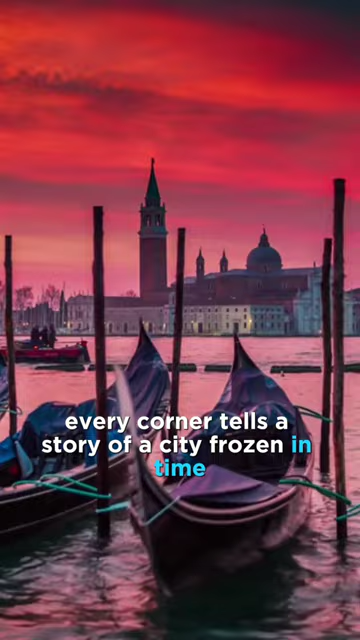 every corner tells a
story of a city frozen in
time